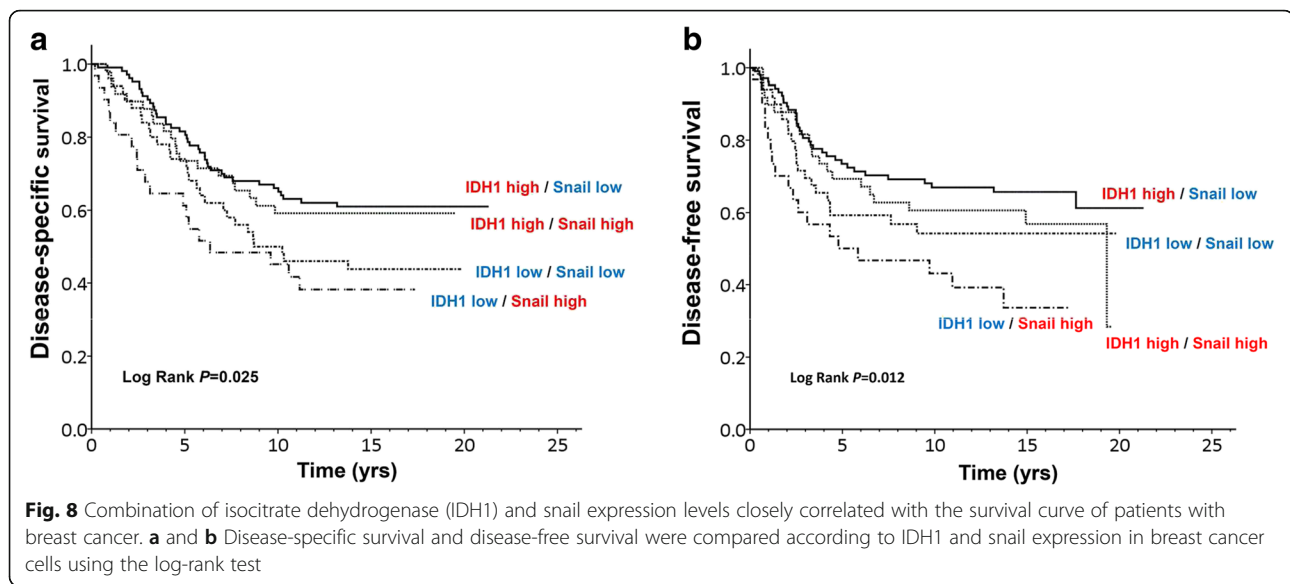 a
Disease-specific survival
1.0
0.8
0.6
0.4
0.2
0.0
IDH1 high / Snail low
IDH1 high / Snail high
IDH1 low / Snail low
IDH1 low / Snail high
Log Rank P=0.025
0 5 10 15 20 25
Time (yrs)
b
Disease-free survival
1.0
0.8
0.6
0.4
0.2
0.0
IDH1 high / Snail low
IDH1 low / Snail low
IDH1 low / Snail high
IDH1 high / Snail high
Log Rank P=0.012
0 5 10 15 20 25
Time (yrs)
Fig. 8 Combination of isocitrate dehydrogenase (IDH1) and snail expression levels closely correlated with the survival curve of patients with
breast cancer. a and b Disease-specific survival and disease-free survival were compared according to IDH1 and snail expression in breast cancer
cells using the log-rank test